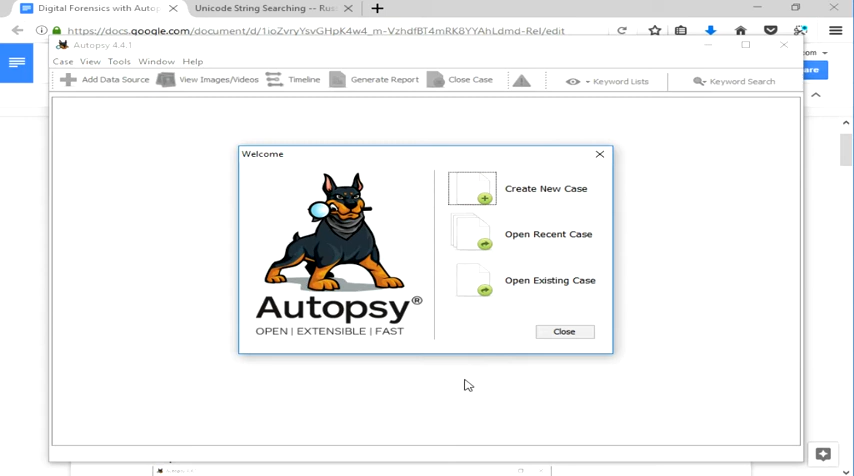 Digital Forensics with Autop
Unicode String Searching -- Rus
https://docs.google.com/document/d/1ioZvryYsvGHpK4w4_m-VzhdfBT4mRK8YYAhLdmd-ReI/edit
Autopsy 4.4.1
Case View Tools Window Help
Add Data Source View Images/Videos Timeline Generate Report Close Case Keyword Lists Keyword Search
Welcome
Create New Case
Open Recent Case
Open Existing Case
Autopsy®
OPEN | EXTENSIBLE | FAST
Close